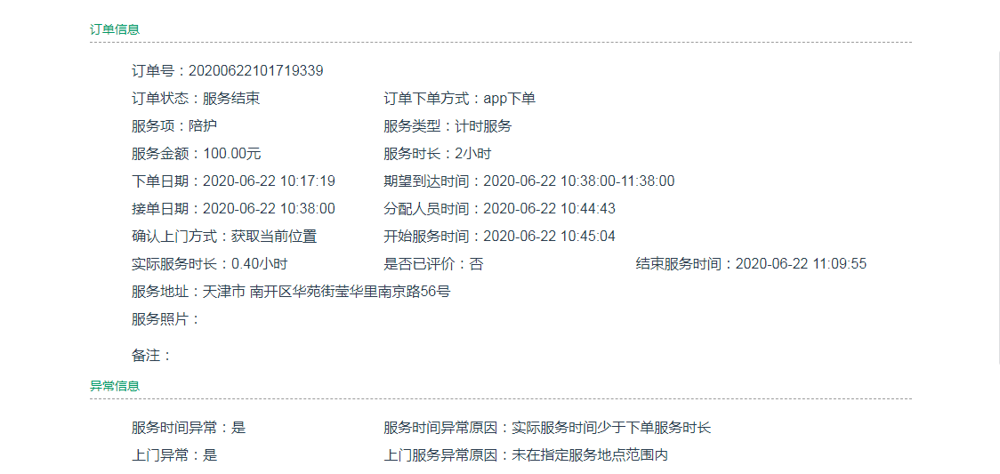 订单信息
订单号：20200622101719339
订单状态：服务结束 订单下单方式：app下单
服务项：陪护 服务类型：计时服务
服务金额：100.00元 服务时长：2小时
下单日期：2020-06-22 10:17:19 期望到达时间：2020-06-22 10:38:00-11:38:00
接单日期：2020-06-22 10:38:00 分配人员时间：2020-06-22 10:44:43
确认上门方式：获取当前位置 开始服务时间：2020-06-22 10:45:04
实际服务时长：0.40小时 是否已评价：否 结束服务时间：2020-06-22 11:09:55
服务地址：天津市 南开区华苑街莹华里南京路56号
服务照片：
备注：
异常信息
服务时间异常：是 服务时间异常原因：实际服务时间少于下单服务时长
上门异常：是 上门服务异常原因：未在指定服务地点范围内